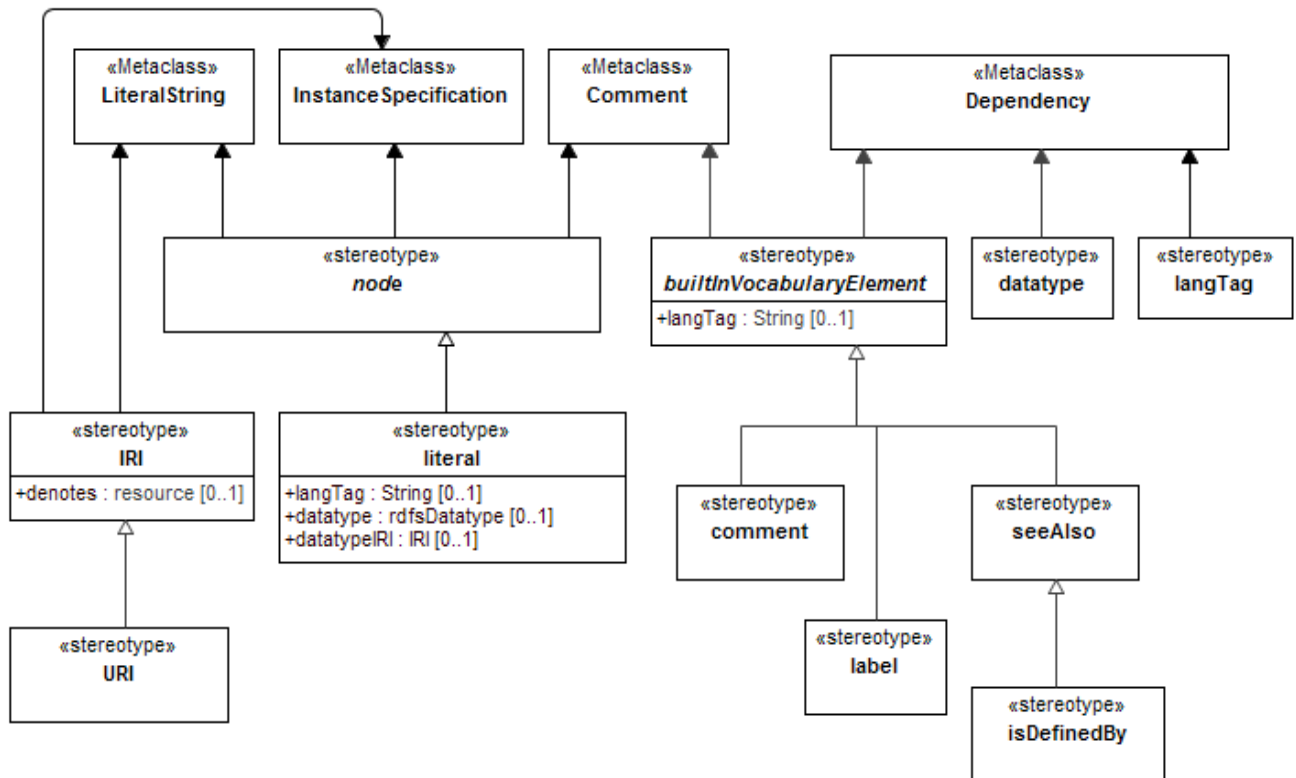 «Metaclass»
LiteralString
«Metaclass»
InstanceSpecification
«Metaclass»
Comment
«Metaclass»
Dependency
«stereotype»
node
«stereotype»
builtInVocabularyElement
+langTag : String [0..1]
«stereotype»
datatype
«stereotype»
langTag
«stereotype»
IRI
+denotes : resource [0..1]
«stereotype»
literal
+langTag : String [0..1]
+datatype : rdfsDatatype [0..1]
+datatypeIRI : IRI [0..1]
«stereotype»
comment
«stereotype»
seeAlso
«stereotype»
URI
«stereotype»
label
«stereotype»
isDefinedBy